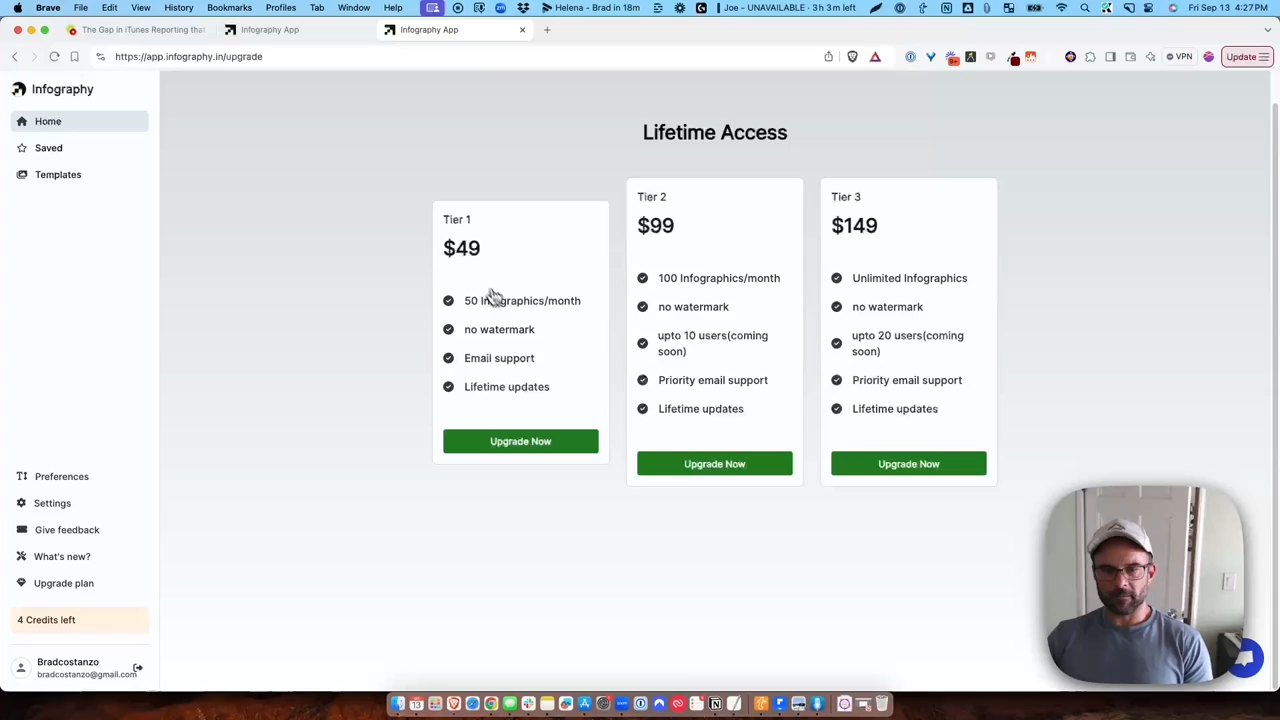 Brave File Edit View History Bookmarks Profiles Tab Window Help Helena - Brad in 18m Joe - UNAVAILABLE · 3 h 3 m left Fri Sep 13 4:27 PM
The Gap in iTunes Reporting that
Infography App
Infography App
https://app.infography.in/upgrade
9+
VPN
Update
Infography
Home
Saved
Templates
Lifetime Access
Tier 1
$49
50 Infographics/month
no watermark
Email support
Lifetime updates
Upgrade Now
Tier 2
$99
100 Infographics/month
no watermark
upto 10 users(coming
soon)
Priority email support
Lifetime updates
Upgrade Now
Tier 3
$149
Unlimited Infographics
no watermark
upto 20 users(coming
soon)
Priority email support
Lifetime updates
Upgrade Now
Preferences
Settings
Give feedback
What's new?
Upgrade plan
4 Credits left
Bradcostanzo
bradcostanzo@gmail.com